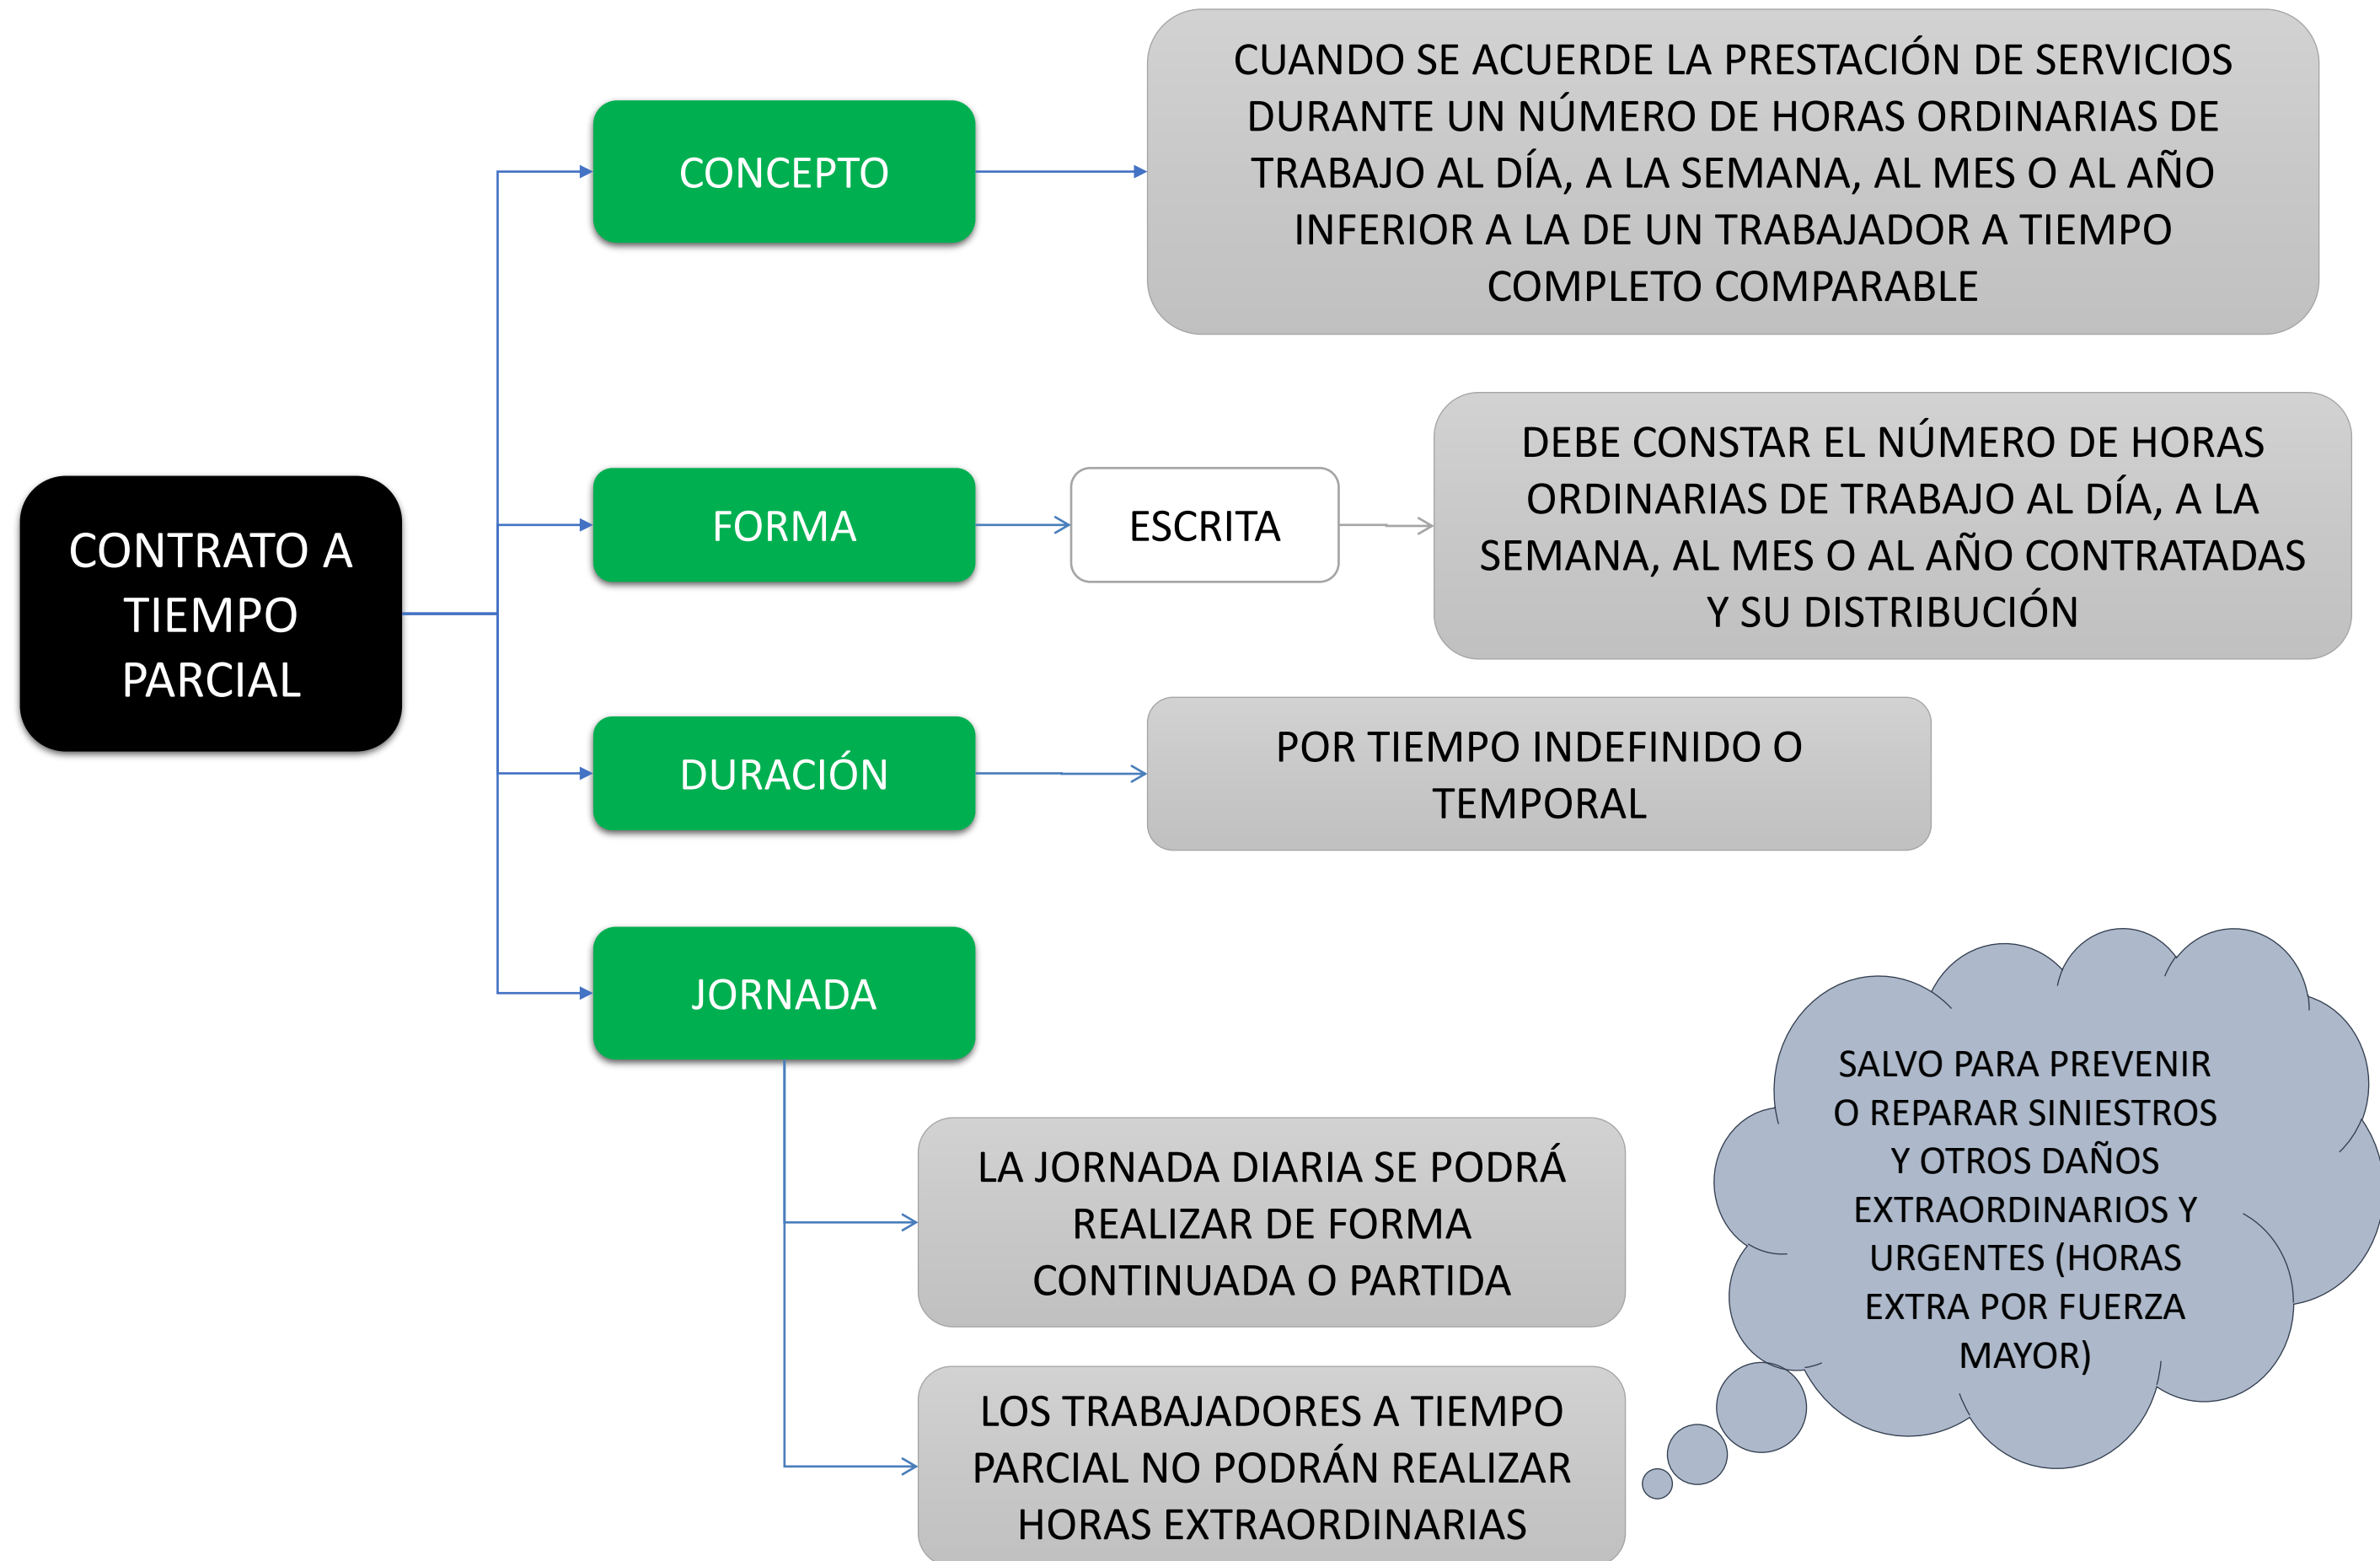 CONTRATO A
TIEMPO
PARCIAL
CONCEPTO
CUANDO SE ACUERDE LA PRESTACIÓN DE SERVICIOS
DURANTE UN NÚMERO DE HORAS ORDINARIAS DE
TRABAJO AL DÍA, A LA SEMANA, AL MES O AL AÑO
INFERIOR A LA DE UN TRABAJADOR A TIEMPO
COMPLETO COMPARABLE
FORMA
ESCRITA
DEBE CONSTAR EL NÚMERO DE HORAS
ORDINARIAS DE TRABAJO AL DÍA, A LA
SEMANA, AL MES O AL AÑO CONTRATADAS
Y SU DISTRIBUCIÓN
DURACIÓN
POR TIEMPO INDEFINIDO O
TEMPORAL
JORNADA
LA JORNADA DIARIA SE PODRÁ
REALIZAR DE FORMA
CONTINUADA O PARTIDA
LOS TRABAJADORES A TIEMPO
PARCIAL NO PODRÁN REALIZAR
HORAS EXTRAORDINARIAS
SALVO PARA PREVENIR
O REPARAR SINIESTROS
Y OTROS DAÑOS
EXTRAORDINARIOS Y
URGENTES (HORAS
EXTRA POR FUERZA
MAYOR)